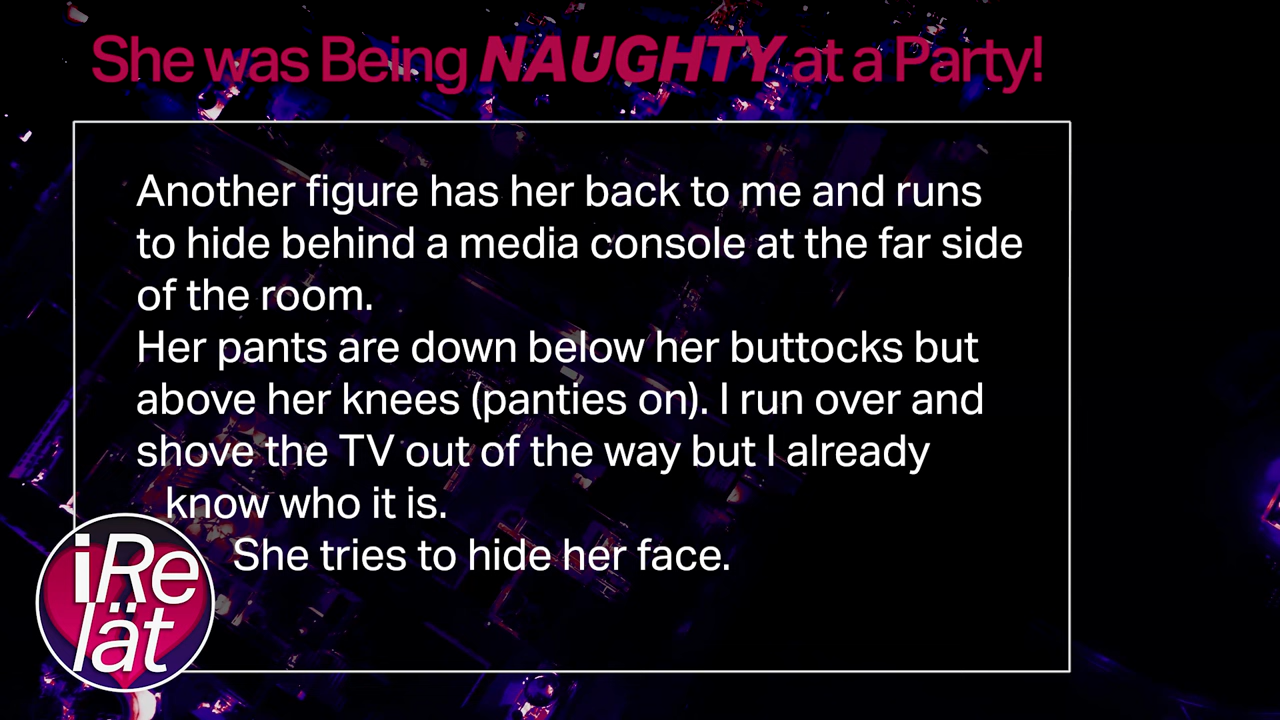 She was Being NAUGHTY at a Party!
Another figure has her back to me and runs
to hide behind a media console at the far side
of the room.
Her pants are down below her buttocks but
above her knees (panties on). I run over and
shove the TV out of the way but I already
know who it is.
She tries to hide her face.
iRe
lät